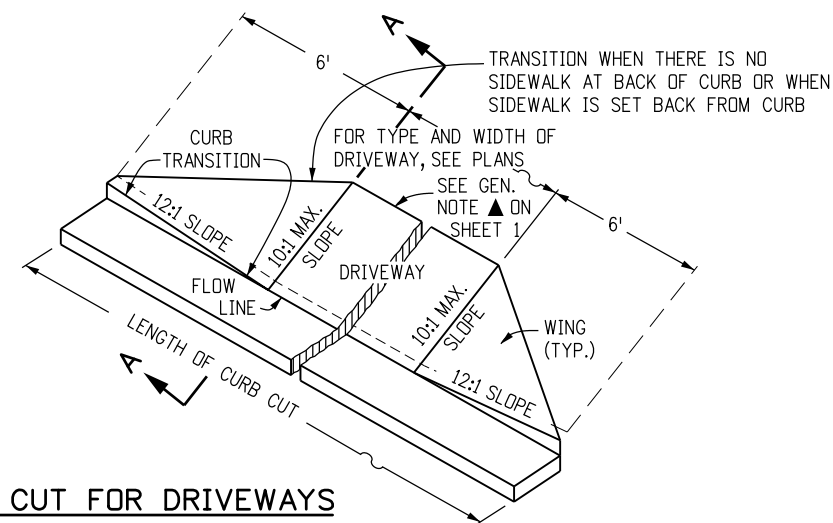 A
6'
TRANSITION WHEN THERE IS NO
SIDEWALK AT BACK OF CURB OR WHEN
SIDEWALK IS SET BACK FROM CURB
CURB
TRANSITION
FOR TYPE AND WIDTH OF
DRIVEWAY, SEE PLANS
SEE GEN.
NOTE ▲ ON
SHEET 1
6'
12:1 SLOPE
10:1 MAX.
SLOPE
DRIVEWAY
FLOW
LINE
10:1 MAX.
SLOPE
WING
(TYP.)
12:1 SLOPE
LENGTH OF CURB CUT
A
CUT FOR DRIVEWAYS